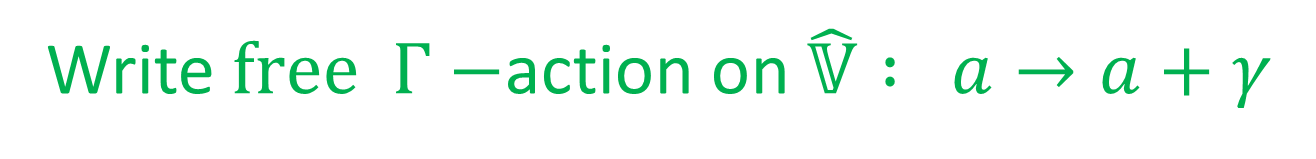 Write free Γ −action on 𝕍̂ : a → a + γ